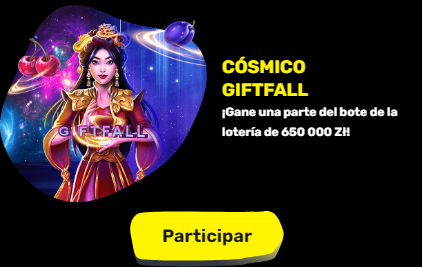 CÓSMICO
GIFTFALL
¡Gane una parte del bote de la
lotería de 650 000 Zł!
GIFTFALL
Participar